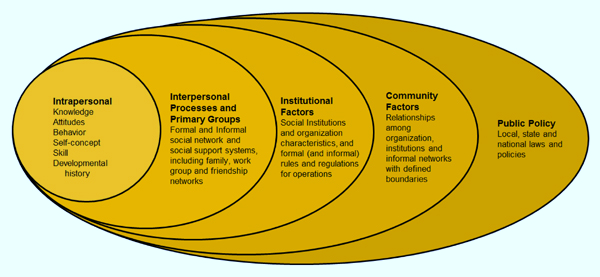 Intrapersonal
Knowledge
Attitudes
Behavior
Self-concept
Skill
Developmental
history
Interpersonal
Processes and
Primary Groups
Formal and Informal
social network and
social support systems,
including family, work
group and friendship
networks
Institutional
Factors
Social Institutions
and organization
characteristics, and
formal (and informal)
rules and regulations
for operations
Community
Factors
Relationships
among
organization,
institutions and
informal networks
with defined
boundaries
Public Policy
Local, state and
national laws and
policies